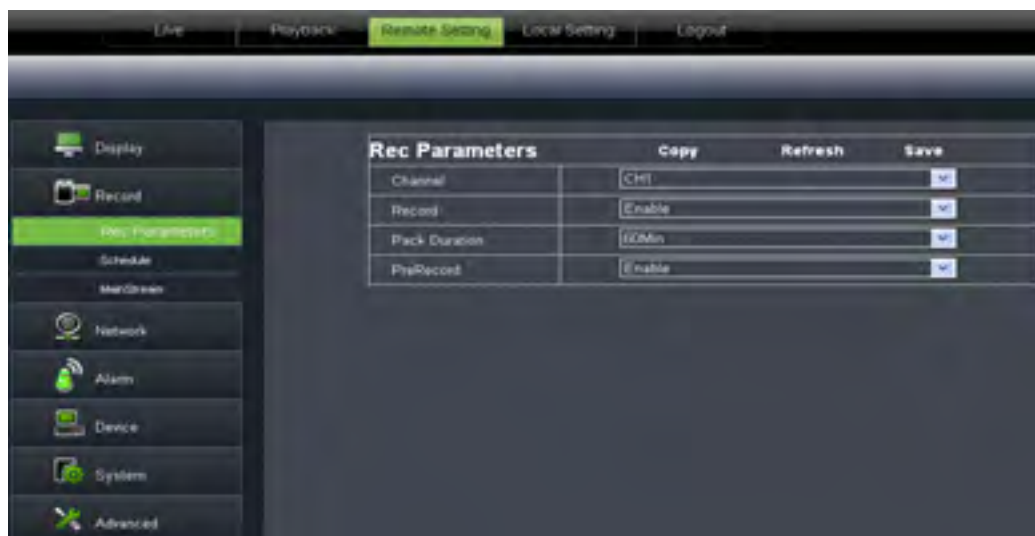 Live Playback Remote Setting Local Setting Logout
Display
Record
Rec Parameters
Schedule
MainStream
Network
Alarm
Device
System
Advanced
Rec Parameters Copy Refresh Save
Channel CH1
Record Enable
Pack Duration 60Min
PreRecord Enable